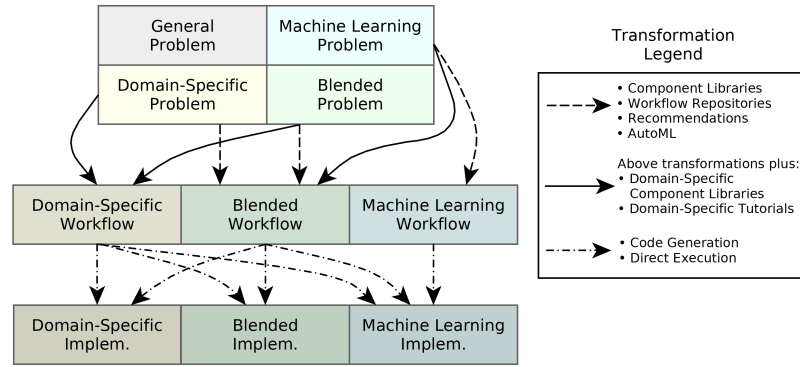 General
Problem
Machine Learning
Problem
Domain-Specific
Problem
Blended
Problem
Domain-Specific
Workflow
Blended
Workflow
Machine Learning
Workflow
Domain-Specific
Implem.
Blended
Implem.
Machine Learning
Implem.
Transformation
Legend
• Component Libraries
• Workflow Repositories
• Recommendations
• AutoML
Above transformations plus:
• Domain-Specific
Component Libraries
• Domain-Specific Tutorials
• Code Generation
• Direct Execution